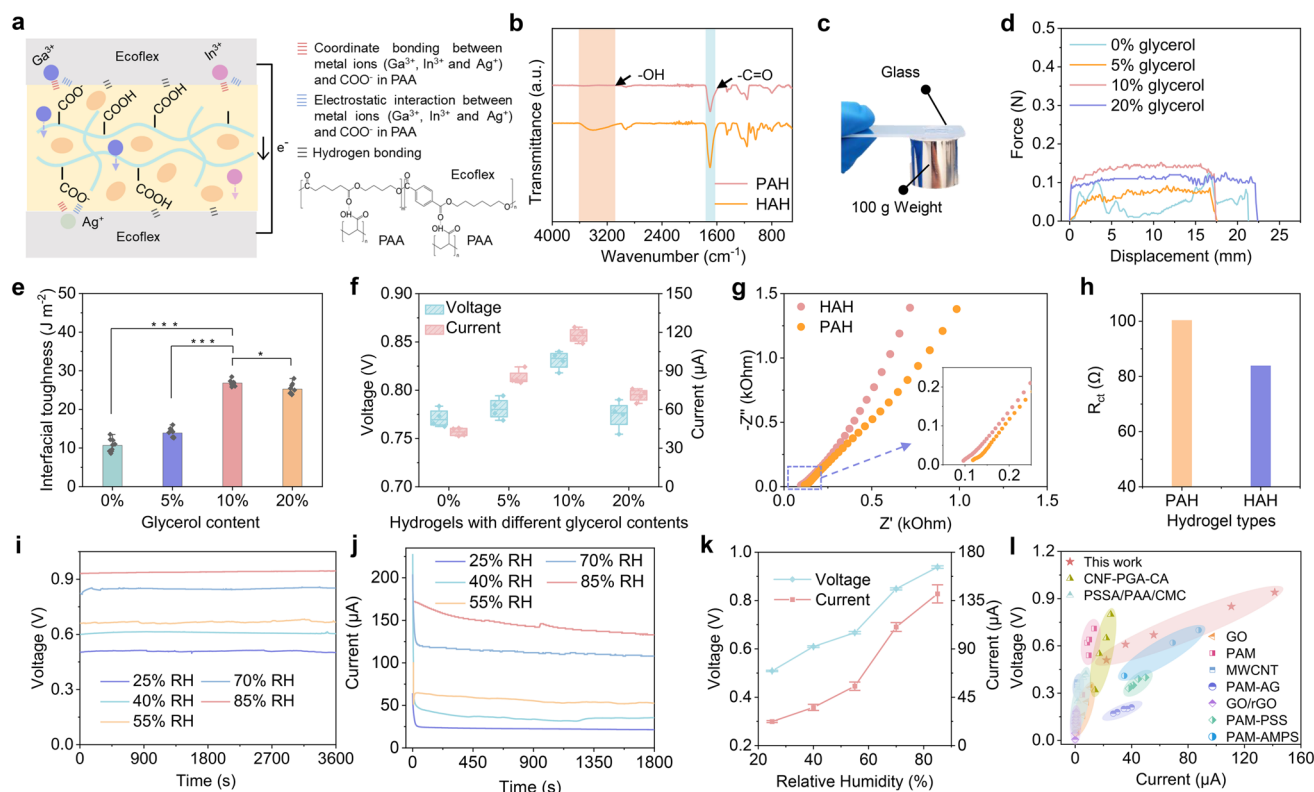 a
Ga³⁺
Ecoflex
In³⁺
COO⁻
COOH
COOH
COO⁻
COOH
COOH
Ag⁺
Ecoflex
e⁻
Coordinate bonding between
metal ions (Ga³⁺, In³⁺ and Ag⁺)
and COO⁻ in PAA
Electrostatic interaction between
metal ions (Ga³⁺, In³⁺ and Ag⁺)
and COO⁻ in PAA
Hydrogen bonding
Ecoflex
PAA
PAA
b
Transmittance (a.u.)
-OH
-C=O
PAH
HAH
4000 3200 2400 1600 800
Wavenumber (cm⁻¹)
c
Glass
100 g Weight
d
Force (N)
0.5
0.4
0.3
0.2
0.1
0.0
0% glycerol
5% glycerol
10% glycerol
20% glycerol
0 5 10 15 20 25
Displacement (mm)
e
Interfacial toughness (J m⁻²)
50
40
30
20
10
0
* * *
***
*
0% 5% 10% 20%
Glycerol content
f
Voltage (V)
0.90
0.85
0.80
0.75
0.70
Voltage
Current
150
120
90
60
30
0
Current (μA)
0% 5% 10% 20%
Hydrogels with different glycerol contents
g
-Z'' (kOhm)
1.5
1.0
0.5
0.0
HAH
PAH
0.2
0.1
0.0
0.1 0.2
0.0 0.5 1.0 1.5
Z' (kOhm)
h
R_ct (Ω)
120
100
80
60
40
PAH HAH
Hydrogel types
i
Voltage (V)
0.9
0.6
0.3
0.0
25% RH 70% RH
40% RH 85% RH
55% RH
0 900 1800 2700 3600
Time (s)
j
Current (μA)
200
150
100
50
0
25% RH 70% RH
40% RH 85% RH
55% RH
0 450 900 1350 1800
Time (s)
k
Voltage (V)
1.0
0.8
0.6
0.4
0.2
Voltage
Current
180
135
90
45
0
Current (μA)
30 40 50 60 70 80
Relative Humidity (%)
l
Voltage (V)
1.2
0.9
0.6
0.3
0.0
This work
CNF-PGA-CA
PSSA/PAA/CMC
GO
PAM
MWCNT
PAM-AG
GO/rGO
PAM-PSS
PAM-AMPS
0 40 80 120 160
Current (μA)